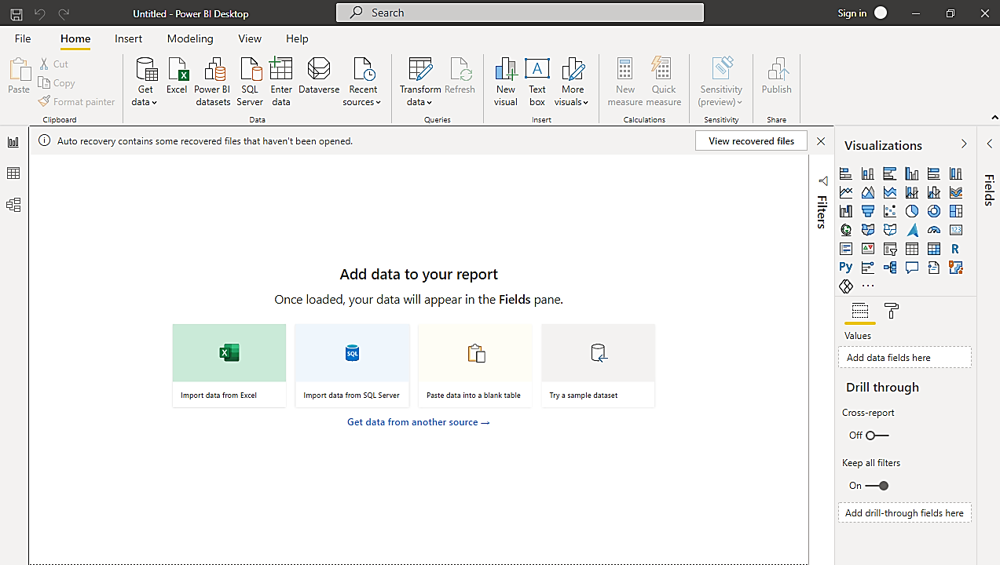 Untitled - Power BI Desktop
Search
Sign in
File Home Insert Modeling View Help
Paste
Cut
Copy
Format painter
Clipboard
Get data
Excel
Power BI datasets
SQL Server
Enter data
Dataverse
Recent sources
Data
Transform data
Refresh
Queries
New visual
Text box
More visuals
Insert
New measure
Quick measure
Calculations
Sensitivity (preview)
Sensitivity
Publish
Share
Auto recovery contains some recovered files that haven't been opened.
View recovered files
Add data to your report
Once loaded, your data will appear in the Fields pane.
Import data from Excel
SQL
Import data from SQL Server
Paste data into a blank table
Try a sample dataset
Get data from another source →
Filters
Visualizations
123
R
Py
Values
Add data fields here
Drill through
Cross-report
Off
Keep all filters
On
Add drill-through fields here
Fields